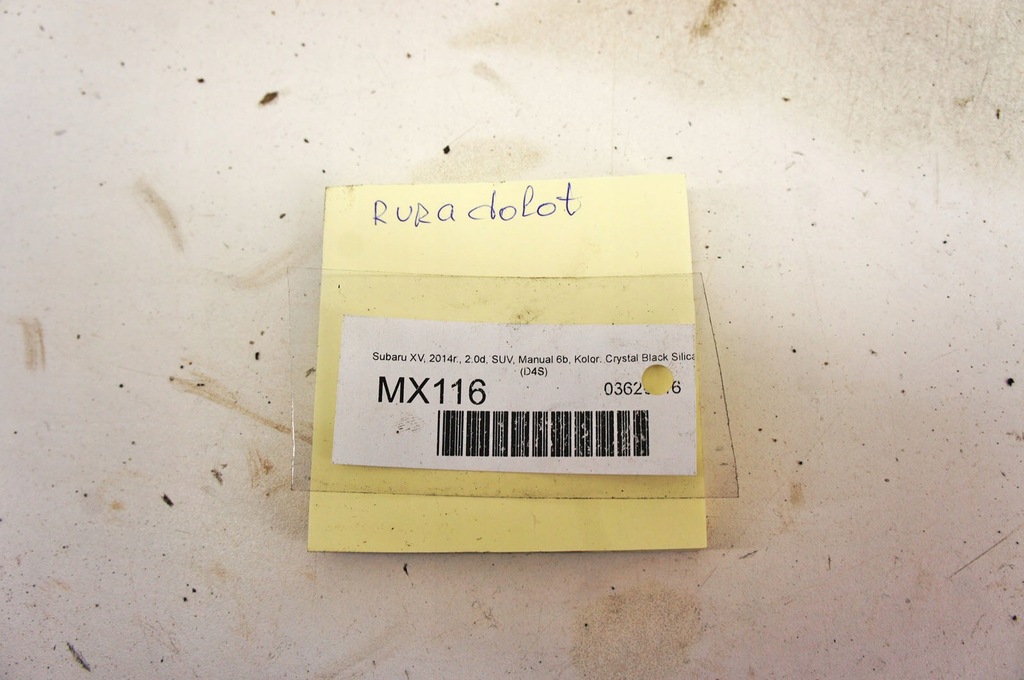 RURA dolot
Subaru XV, 2014r., 2.0d, SUV, Manual 6b, Kolor: Crystal Black Silica
(D4S)
MX116